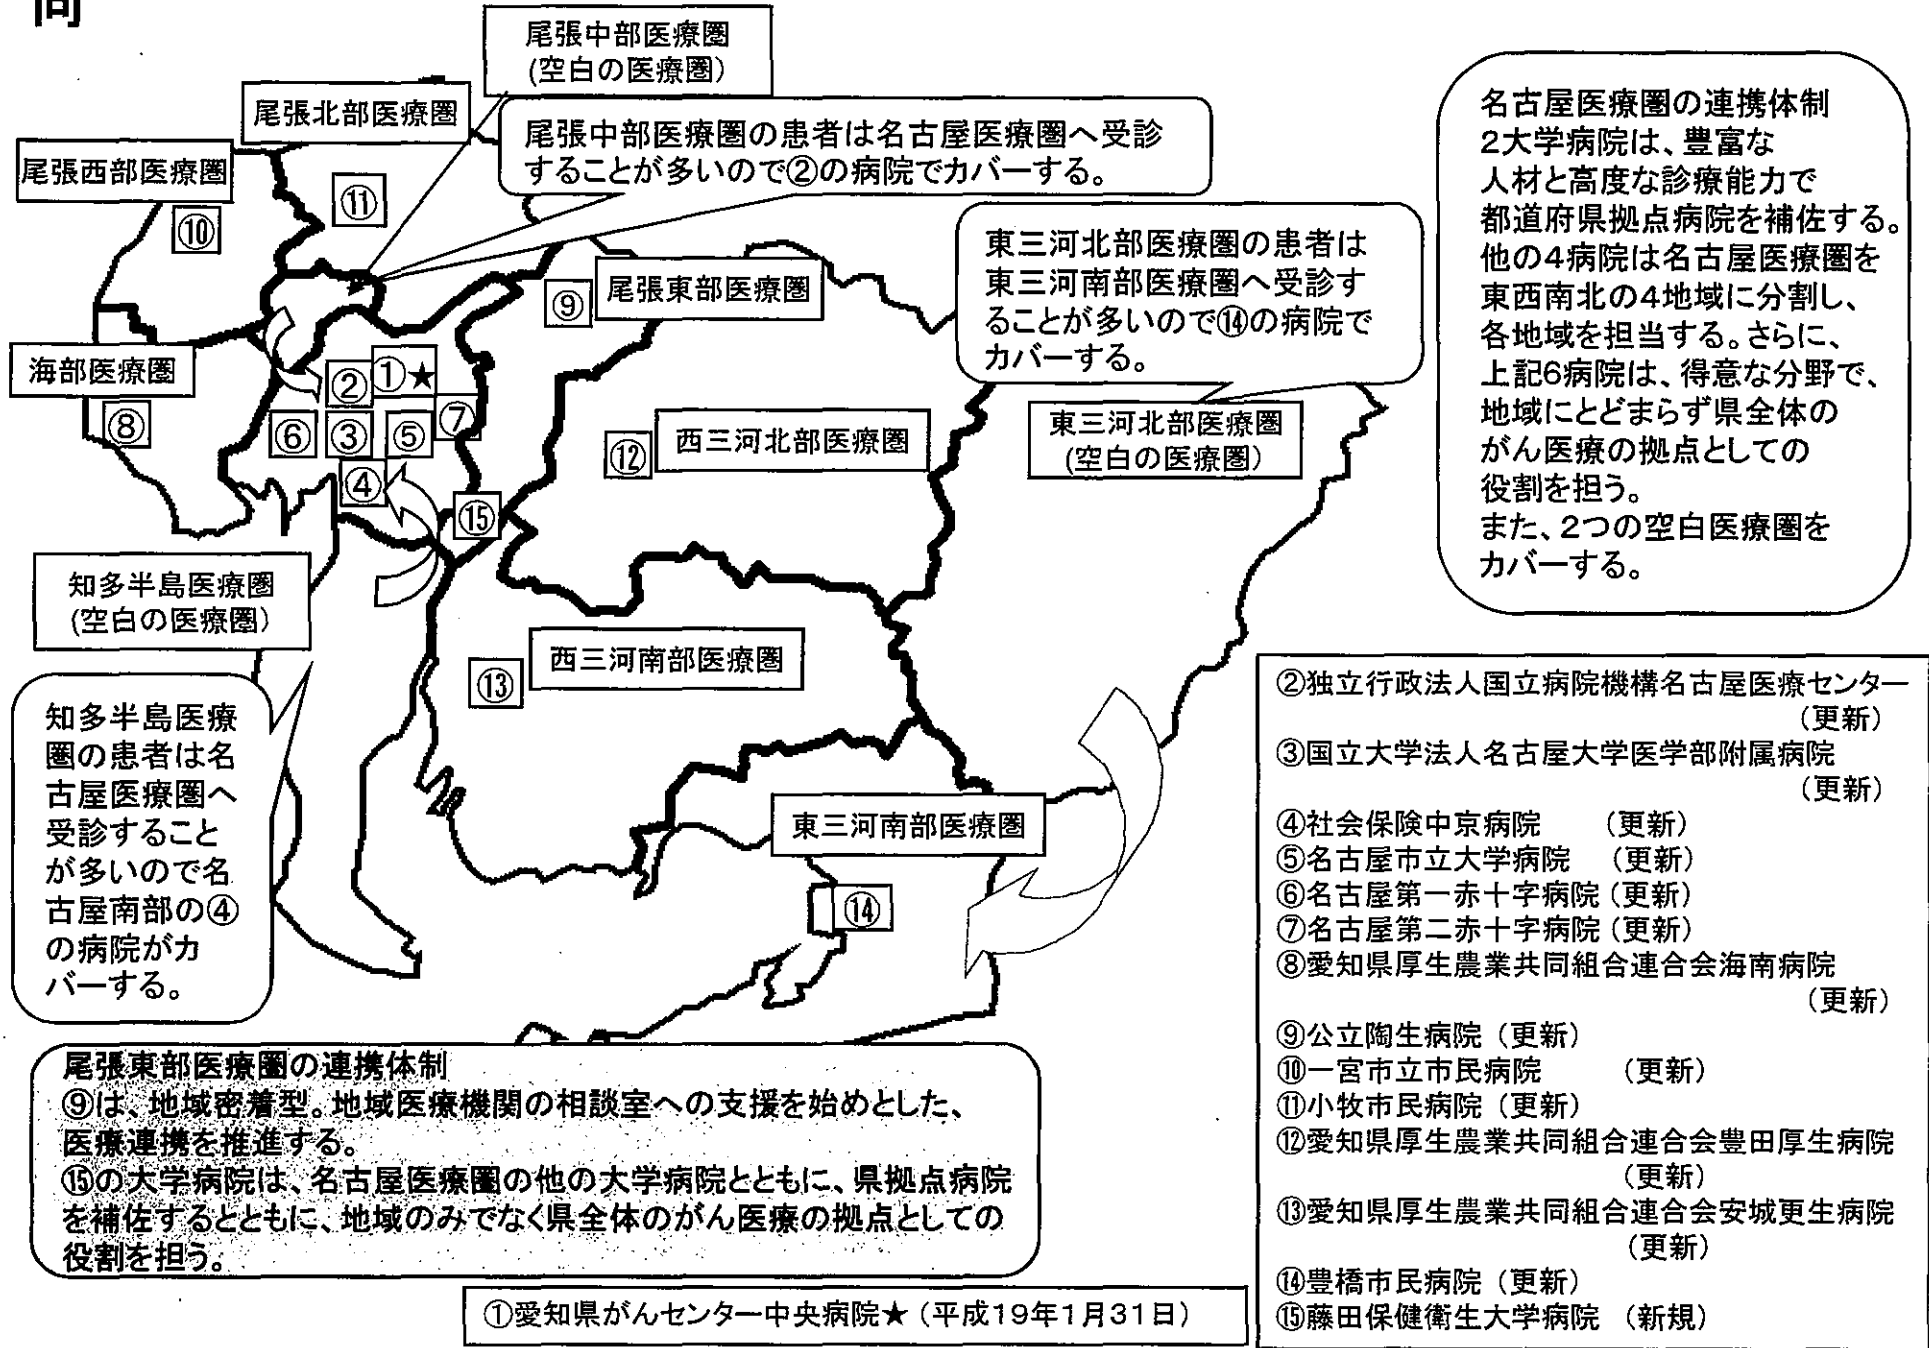 尾張中部医療圏
(空白の医療圏)
尾張北部医療圏
尾張中部医療圏の患者は名古屋医療圏へ受診
することが多いので②の病院でカバーする。
尾張西部医療圏
⑪
⑩
名古屋医療圏の連携体制
2大学病院は、豊富な
人材と高度な診療能力で
都道府県拠点病院を補佐する。
他の4病院は名古屋医療圏を
東西南北の4地域に分割し、
各地域を担当する。さらに、
上記6病院は、得意な分野で、
地域にとどまらず県全体の
がん医療の拠点としての
役割を担う。
また、2つの空白医療圏を
カバーする。
東三河北部医療圏の患者は
東三河南部医療圏へ受診す
ることが多いので⑭の病院で
カバーする。
⑨
尾張東部医療圏
海部医療圏
⑧
②
①★
⑥
③
⑤
⑦
④
⑮
⑫
西三河北部医療圏
東三河北部医療圏
(空白の医療圏)
知多半島医療圏
(空白の医療圏)
⑬
西三河南部医療圏
知多半島医療
圏の患者は名
古屋医療圏へ
受診すること
が多いので名
古屋南部の④
の病院がカ
バーする。
東三河南部医療圏
⑭
②独立行政法人国立病院機構名古屋医療センター
(更新)
③国立大学法人名古屋大学医学部附属病院
(更新)
④社会保険中京病院 (更新)
⑤名古屋市立大学病院 (更新)
⑥名古屋第一赤十字病院(更新)
⑦名古屋第二赤十字病院(更新)
⑧愛知県厚生農業共同組合連合会海南病院
(更新)
⑨公立陶生病院(更新)
⑩一宮市立市民病院 (更新)
⑪小牧市民病院(更新)
⑫愛知県厚生農業共同組合連合会豊田厚生病院
(更新)
⑬愛知県厚生農業共同組合連合会安城更生病院
(更新)
⑭豊橋市民病院(更新)
⑮藤田保健衛生大学病院 (新規)
尾張東部医療圏の連携体制
⑨は、地域密着型。地域医療機関の相談室への支援を始めとした、
医療連携を推進する。
⑮の大学病院は、名古屋医療圏の他の大学病院とともに、県拠点病院
を補佐するとともに、地域のみでなく県全体のがん医療の拠点としての
役割を担う。
①愛知県がんセンター中央病院★(平成19年1月31日)